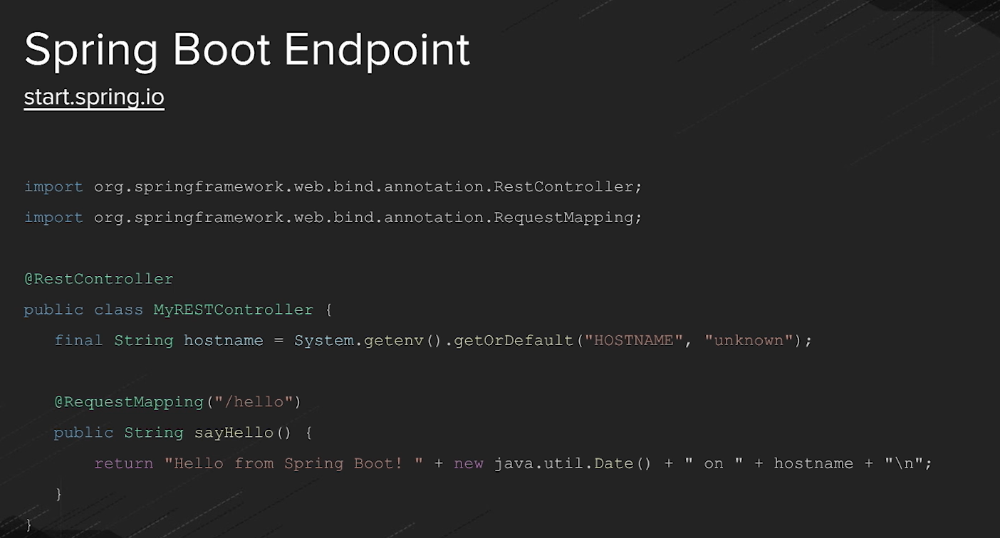 Spring Boot Endpoint
start.spring.io
import org.springframework.web.bind.annotation.RestController;
import org.springframework.web.bind.annotation.RequestMapping;
@RestController
public class MyRESTController {
final String hostname = System.getenv().getOrDefault("HOSTNAME", "unknown");
@RequestMapping("/hello")
public String sayHello() {
return "Hello from Spring Boot! " + new java.util.Date() + " on " + hostname + "\n";
}
}